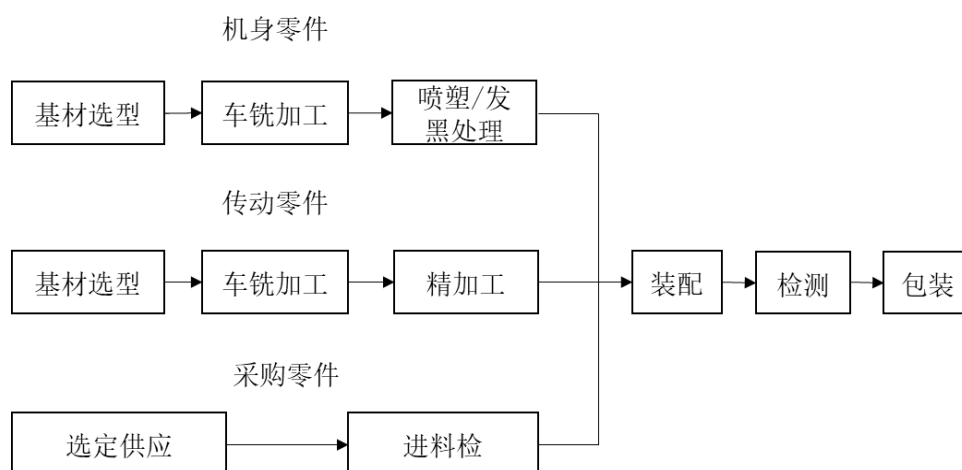 机身零件
基材选型
车铣加工
喷塑/发
黑处理
传动零件
基材选型
车铣加工
精加工
装配
检测
包装
采购零件
选定供应
进料检